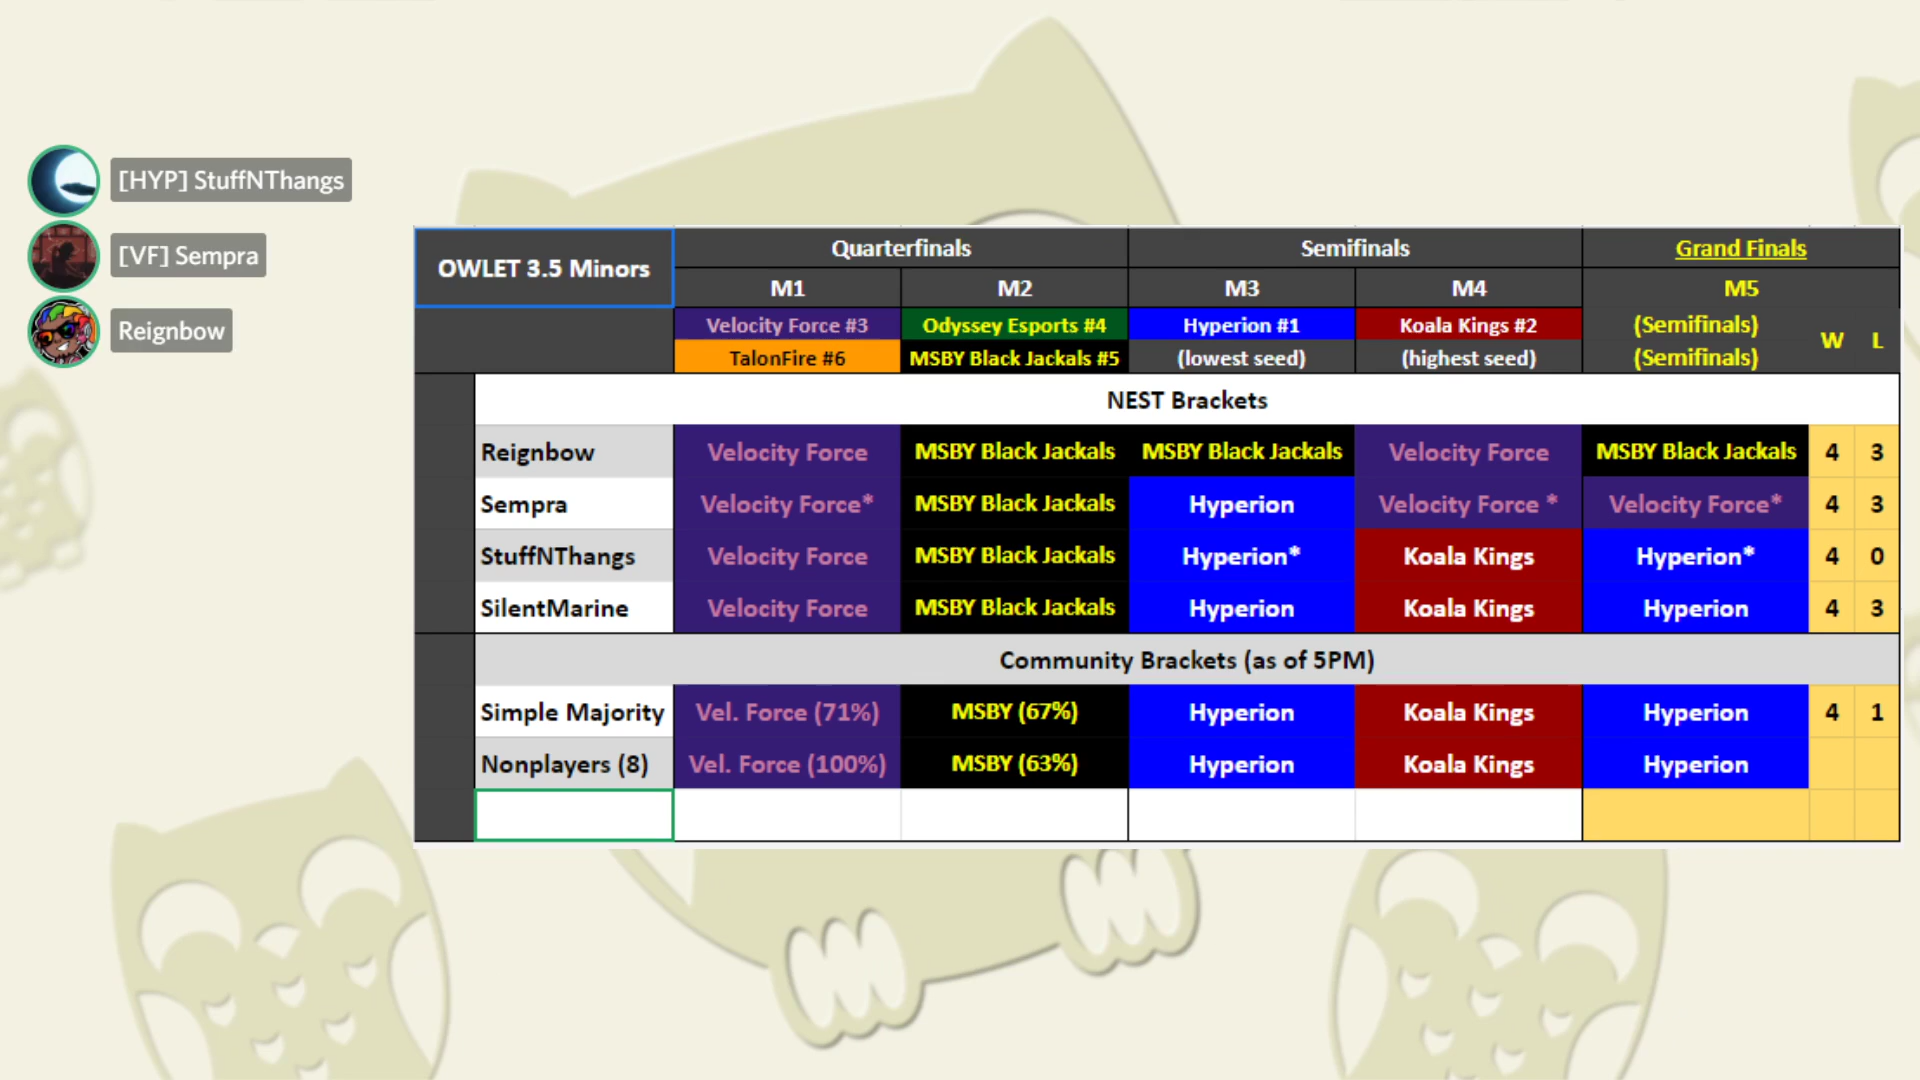 [HYP] StuffNThangs
[VF] Sempra
Reignbow
OWLET 3.5 Minors
Quarterfinals Semifinals Grand Finals
M1 M2 M3 M4 M5
Velocity Force #3 Odyssey Esports #4 Hyperion #1 Koala Kings #2 (Semifinals) W L
TalonFire #6 MSBY Black Jackals #5 (lowest seed) (highest seed) (Semifinals)
NEST Brackets
Reignbow Velocity Force MSBY Black Jackals MSBY Black Jackals Velocity Force MSBY Black Jackals 4 3
Sempra Velocity Force* MSBY Black Jackals Hyperion Velocity Force * Velocity Force* 4 3
StuffNThangs Velocity Force MSBY Black Jackals Hyperion* Koala Kings Hyperion* 4 0
SilentMarine Velocity Force MSBY Black Jackals Hyperion Koala Kings Hyperion 4 3
Community Brackets (as of 5PM)
Simple Majority Vel. Force (71%) MSBY (67%) Hyperion Koala Kings Hyperion 4 1
Nonplayers (8) Vel. Force (100%) MSBY (63%) Hyperion Koala Kings Hyperion